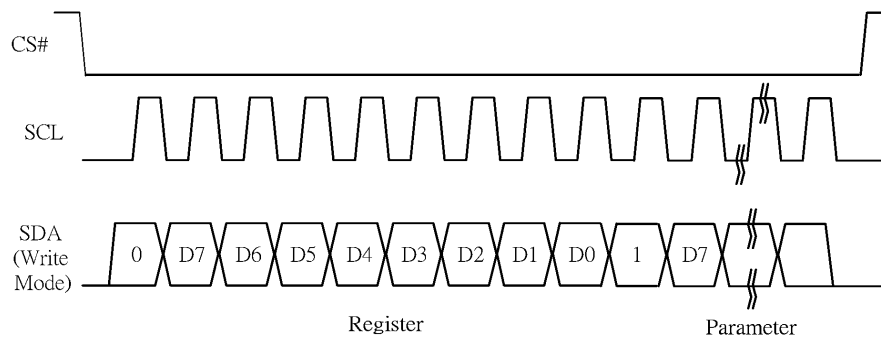 CS#
SCL
SDA
(Write
Mode)
0 D7 D6 D5 D4 D3 D2 D1 D0 1 D7
Register
Parameter